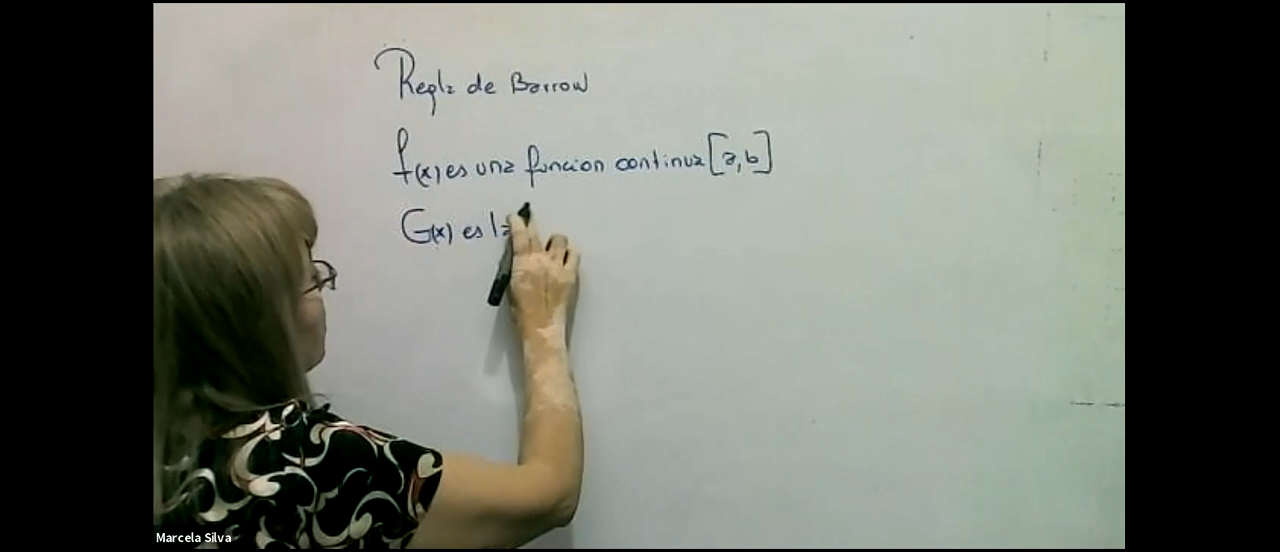 Regla de Barrow
f(x) es una funcion continua [a,b]
G(x) es la
Marcela Silva